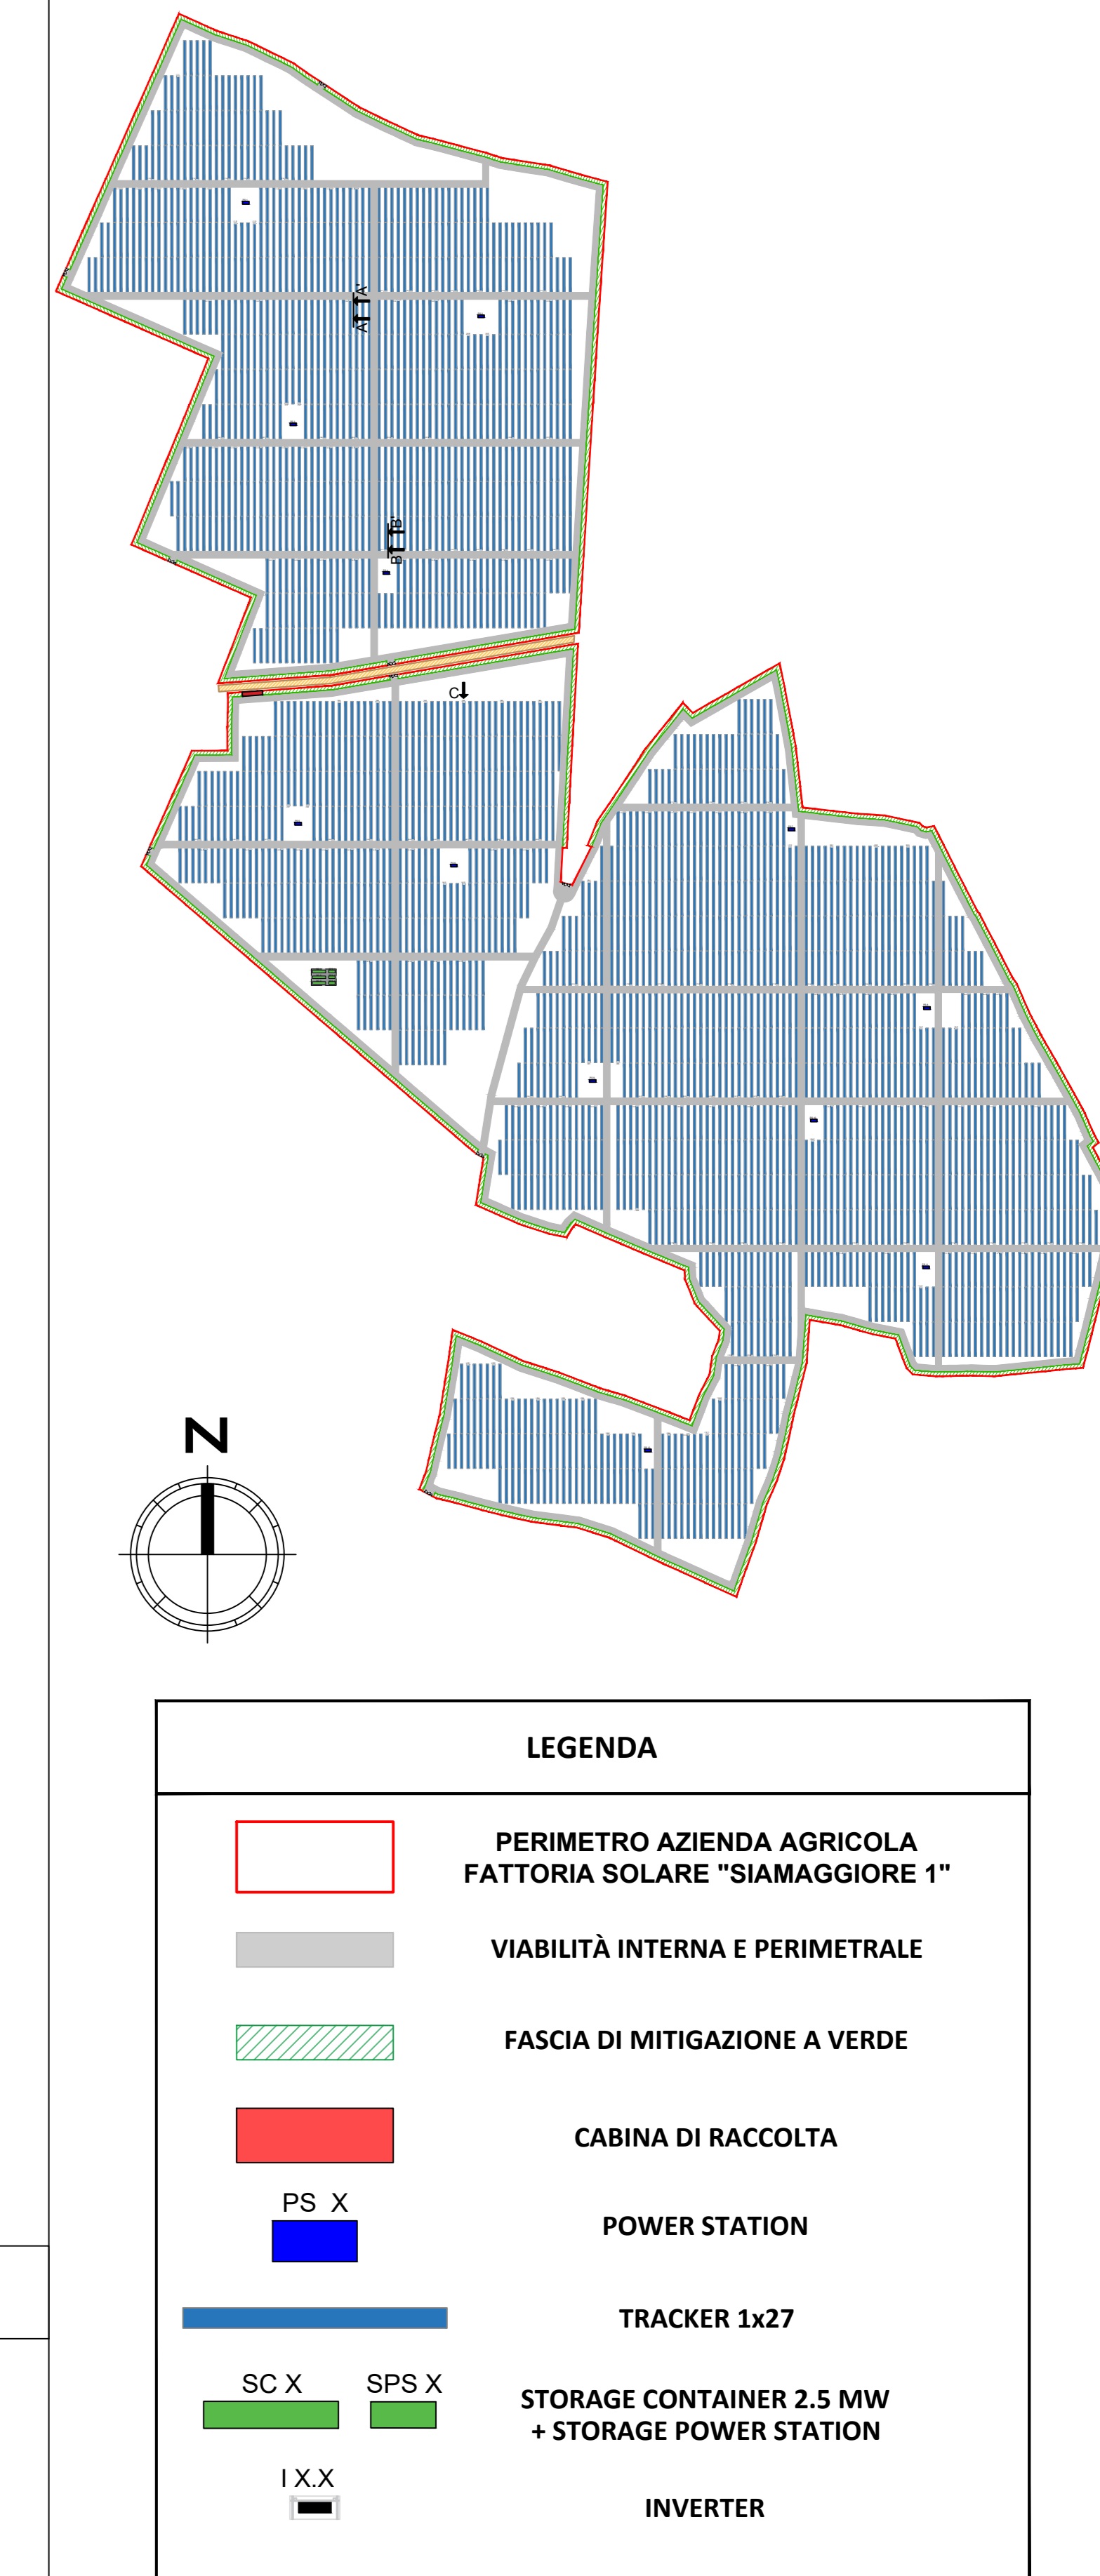 A'
A
B'
B
C
N
LEGENDA
PERIMETRO AZIENDA AGRICOLA
FATTORIA SOLARE "SIAMAGGIORE 1"
VIABILITÀ INTERNA E PERIMETRALE
FASCIA DI MITIGAZIONE A VERDE
CABINA DI RACCOLTA
PS X
POWER STATION
TRACKER 1x27
SC X SPS X
STORAGE CONTAINER 2.5 MW
+ STORAGE POWER STATION
I X.X
INVERTER